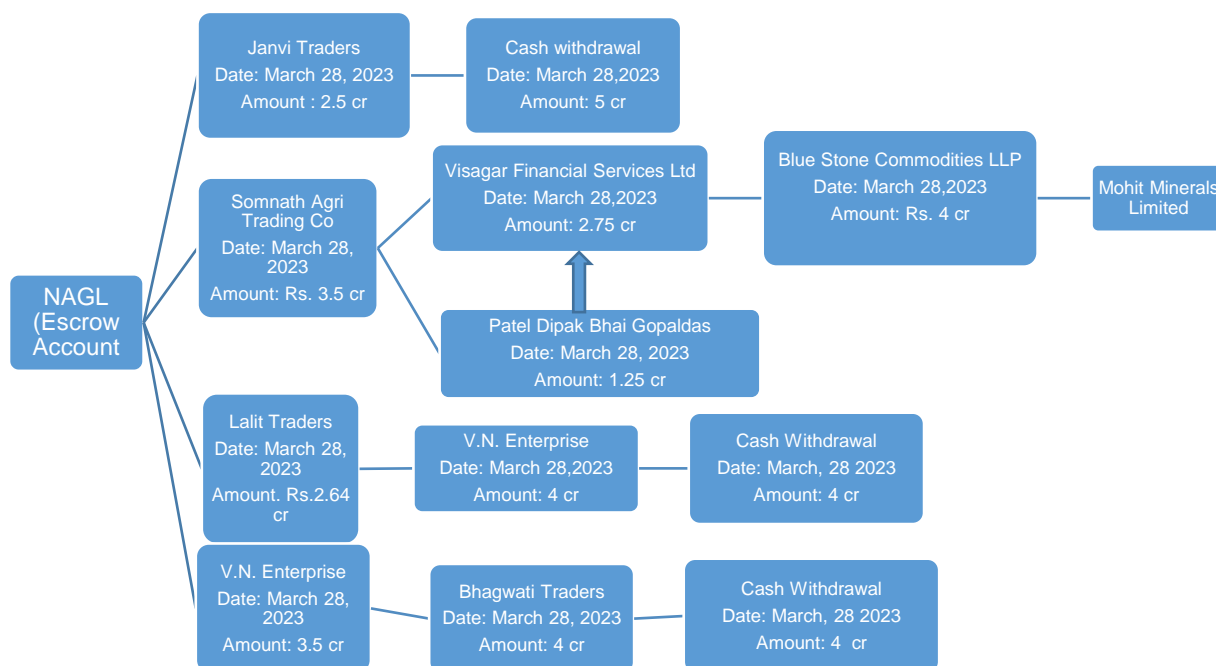 NAGL
(Escrow
Account
Janvi Traders
Date: March 28, 2023
Amount : 2.5 cr
Cash withdrawal
Date: March 28,2023
Amount: 5 cr
Somnath Agri
Trading Co
Date: March 28,
2023
Amount: Rs. 3.5 cr
Visagar Financial Services Ltd
Date: March 28,2023
Amount: 2.75 cr
Blue Stone Commodities LLP
Date: March 28,2023
Amount: Rs. 4 cr
Mohit Minerals
Limited
Patel Dipak Bhai Gopaldas
Date: March 28, 2023
Amount: 1.25 cr
Lalit Traders
Date: March 28,
2023
Amount. Rs.2.64
cr
V.N. Enterprise
Date: March 28,2023
Amount: 4 cr
Cash Withdrawal
Date: March, 28 2023
Amount: 4 cr
V.N. Enterprise
Date: March 28,
2023
Amount: 3.5 cr
Bhagwati Traders
Date: March 28, 2023
Amount: 4 cr
Cash Withdrawal
Date: March, 28 2023
Amount: 4 cr